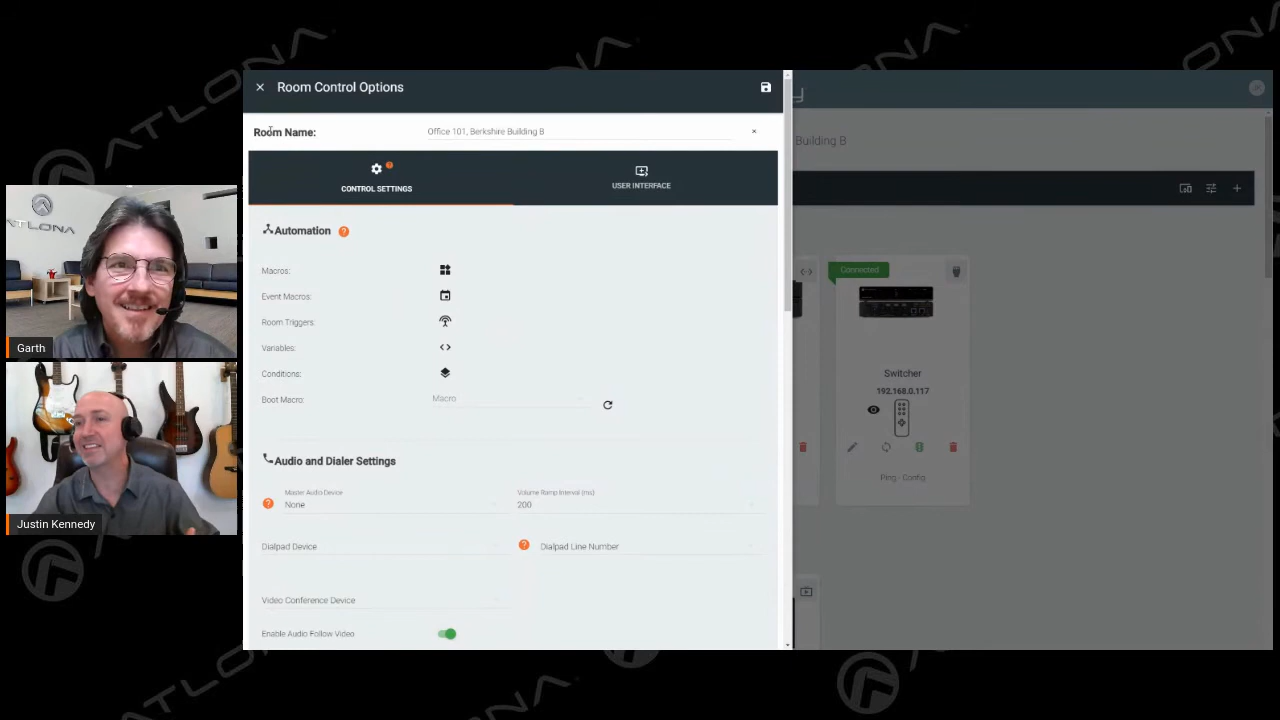 Room Control Options
Room Name:
Office 101, Berkshire Building B
Building B
CONTROL SETTINGS
USER INTERFACE
Automation
Macros:
Event Macros:
Room Triggers:
Variables:
Conditions:
Boot Macro:
Macro
Audio and Dialer Settings
Master Audio Device
None
Volume Ramp Interval (ms)
200
Dialpad Device
Dialpad Line Number
Video Conference Device
Enable Audio Follow Video
Connected
Switcher
192.168.0.117
Ping - Config
ATLONA
Garth
Justin Kennedy
ATLONA